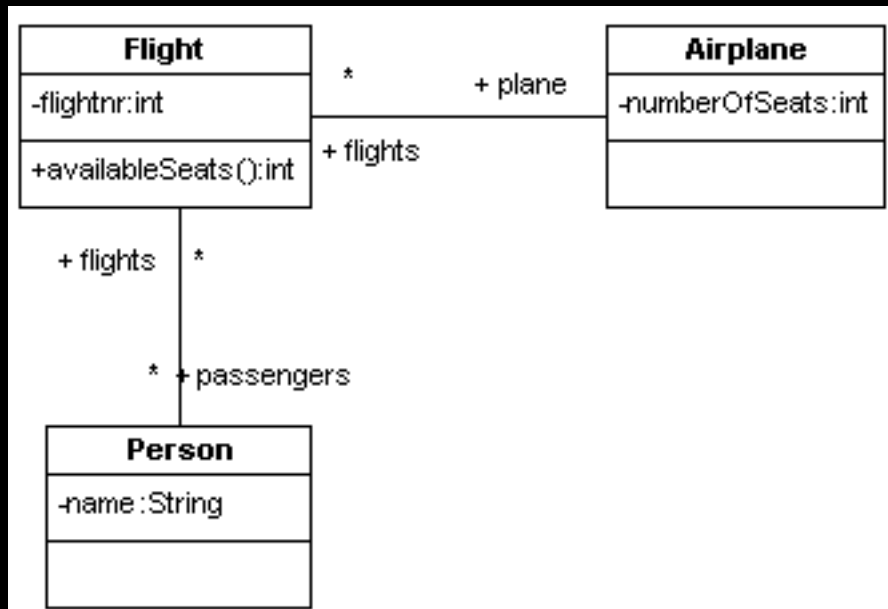 Flight
-flightnr:int
+availableSeats():int
*
+ plane
+ flights
Airplane
-numberOfSeats:int
+ flights
*
*
+ passengers
Person
-name:String